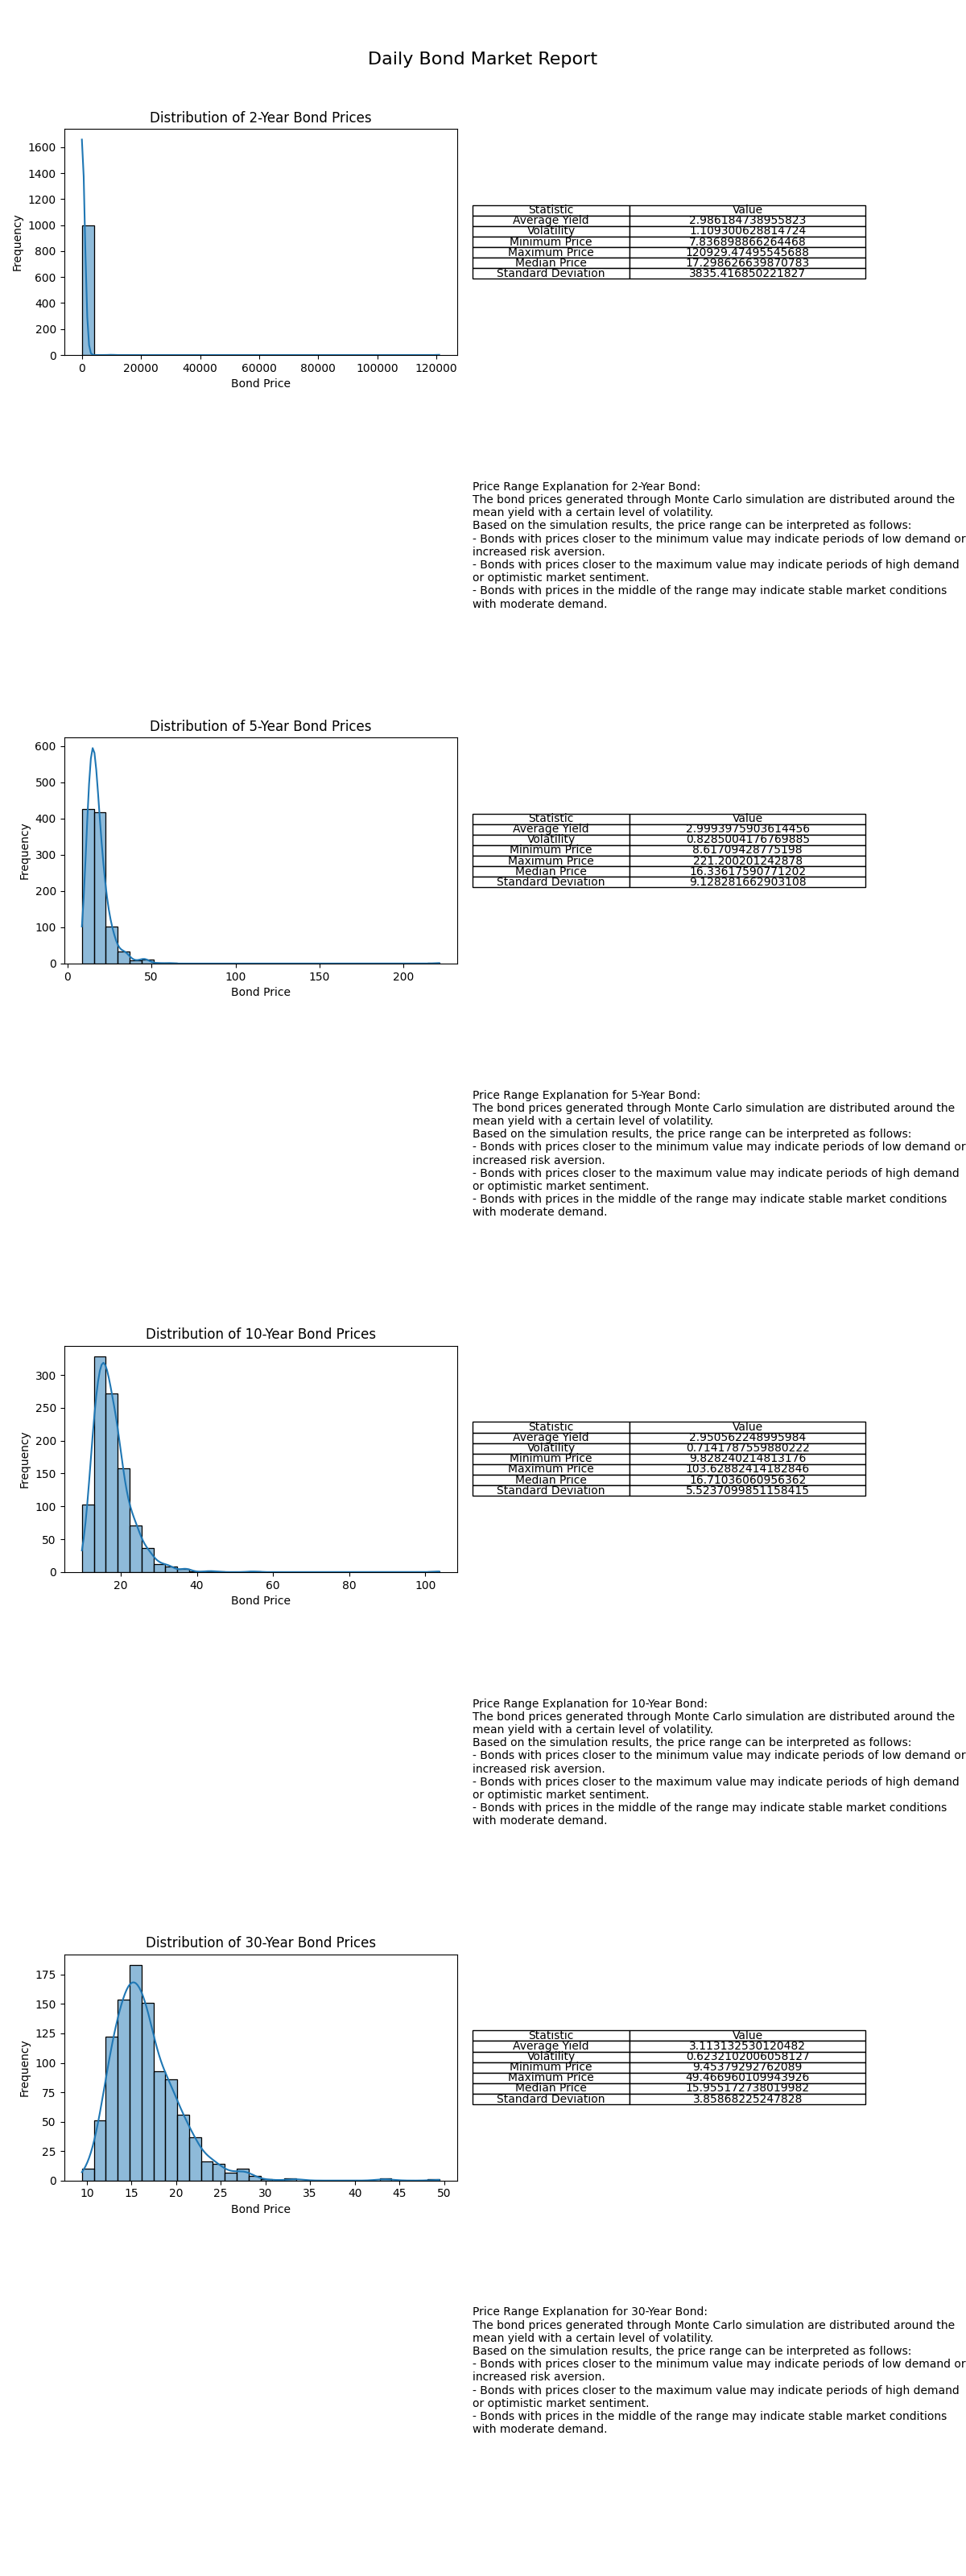 Daily Bond Market Report
Distribution of 2-Year Bond Prices
1600
1400
1200
1000
800
600
400
200
0
Frequency
0 20000 40000 60000 80000 100000 120000
Bond Price
Statistic Value
Average Yield 2.986184738955823
Volatility 1.109300628814724
Minimum Price 7.836898866264468
Maximum Price 120929.47495545688
Median Price 17.298626639870783
Standard Deviation 3835.416850221827
Price Range Explanation for 2-Year Bond:
The bond prices generated through Monte Carlo simulation are distributed around the
mean yield with a certain level of volatility.
Based on the simulation results, the price range can be interpreted as follows:
- Bonds with prices closer to the minimum value may indicate periods of low demand or
increased risk aversion.
- Bonds with prices closer to the maximum value may indicate periods of high demand
or optimistic market sentiment.
- Bonds with prices in the middle of the range may indicate stable market conditions
with moderate demand.
Distribution of 5-Year Bond Prices
600
500
400
300
200
100
0
Frequency
0 50 100 150 200
Bond Price
Statistic Value
Average Yield 2.9993975903614456
Volatility 0.8285004176769885
Minimum Price 8.61709428775198
Maximum Price 221.200201242878
Median Price 16.33617590771202
Standard Deviation 9.128281662903108
Price Range Explanation for 5-Year Bond:
The bond prices generated through Monte Carlo simulation are distributed around the
mean yield with a certain level of volatility.
Based on the simulation results, the price range can be interpreted as follows:
- Bonds with prices closer to the minimum value may indicate periods of low demand or
increased risk aversion.
- Bonds with prices closer to the maximum value may indicate periods of high demand
or optimistic market sentiment.
- Bonds with prices in the middle of the range may indicate stable market conditions
with moderate demand.
Distribution of 10-Year Bond Prices
300
250
200
150
100
50
0
Frequency
20 40 60 80 100
Bond Price
Statistic Value
Average Yield 2.950562248995984
Volatility 0.7141787559880222
Minimum Price 9.828240214813176
Maximum Price 103.62882414182846
Median Price 16.71036060956362
Standard Deviation 5.5237099851158415
Price Range Explanation for 10-Year Bond:
The bond prices generated through Monte Carlo simulation are distributed around the
mean yield with a certain level of volatility.
Based on the simulation results, the price range can be interpreted as follows:
- Bonds with prices closer to the minimum value may indicate periods of low demand or
increased risk aversion.
- Bonds with prices closer to the maximum value may indicate periods of high demand
or optimistic market sentiment.
- Bonds with prices in the middle of the range may indicate stable market conditions
with moderate demand.
Distribution of 30-Year Bond Prices
175
150
125
100
75
50
25
0
Frequency
10 15 20 25 30 35 40 45 50
Bond Price
Statistic Value
Average Yield 3.113132530120482
Volatility 0.6232102006058127
Minimum Price 9.45379292762089
Maximum Price 49.466960109943926
Median Price 15.955172738019982
Standard Deviation 3.85868225247828
Price Range Explanation for 30-Year Bond:
The bond prices generated through Monte Carlo simulation are distributed around the
mean yield with a certain level of volatility.
Based on the simulation results, the price range can be interpreted as follows:
- Bonds with prices closer to the minimum value may indicate periods of low demand or
increased risk aversion.
- Bonds with prices closer to the maximum value may indicate periods of high demand
or optimistic market sentiment.
- Bonds with prices in the middle of the range may indicate stable market conditions
with moderate demand.